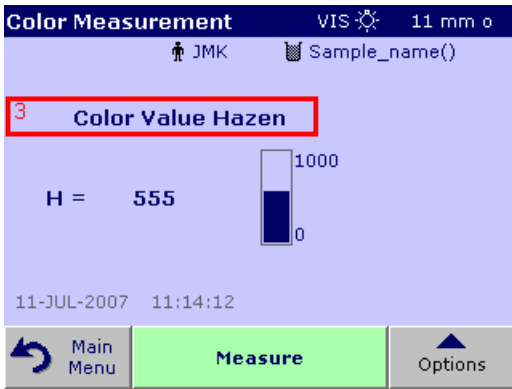 Color Measurement VIS 11 mm o
JMK Sample_name()
3 Color Value Hazen
1000
H = 555
0
11-JUL-2007 11:14:12
Main Menu Measure Options